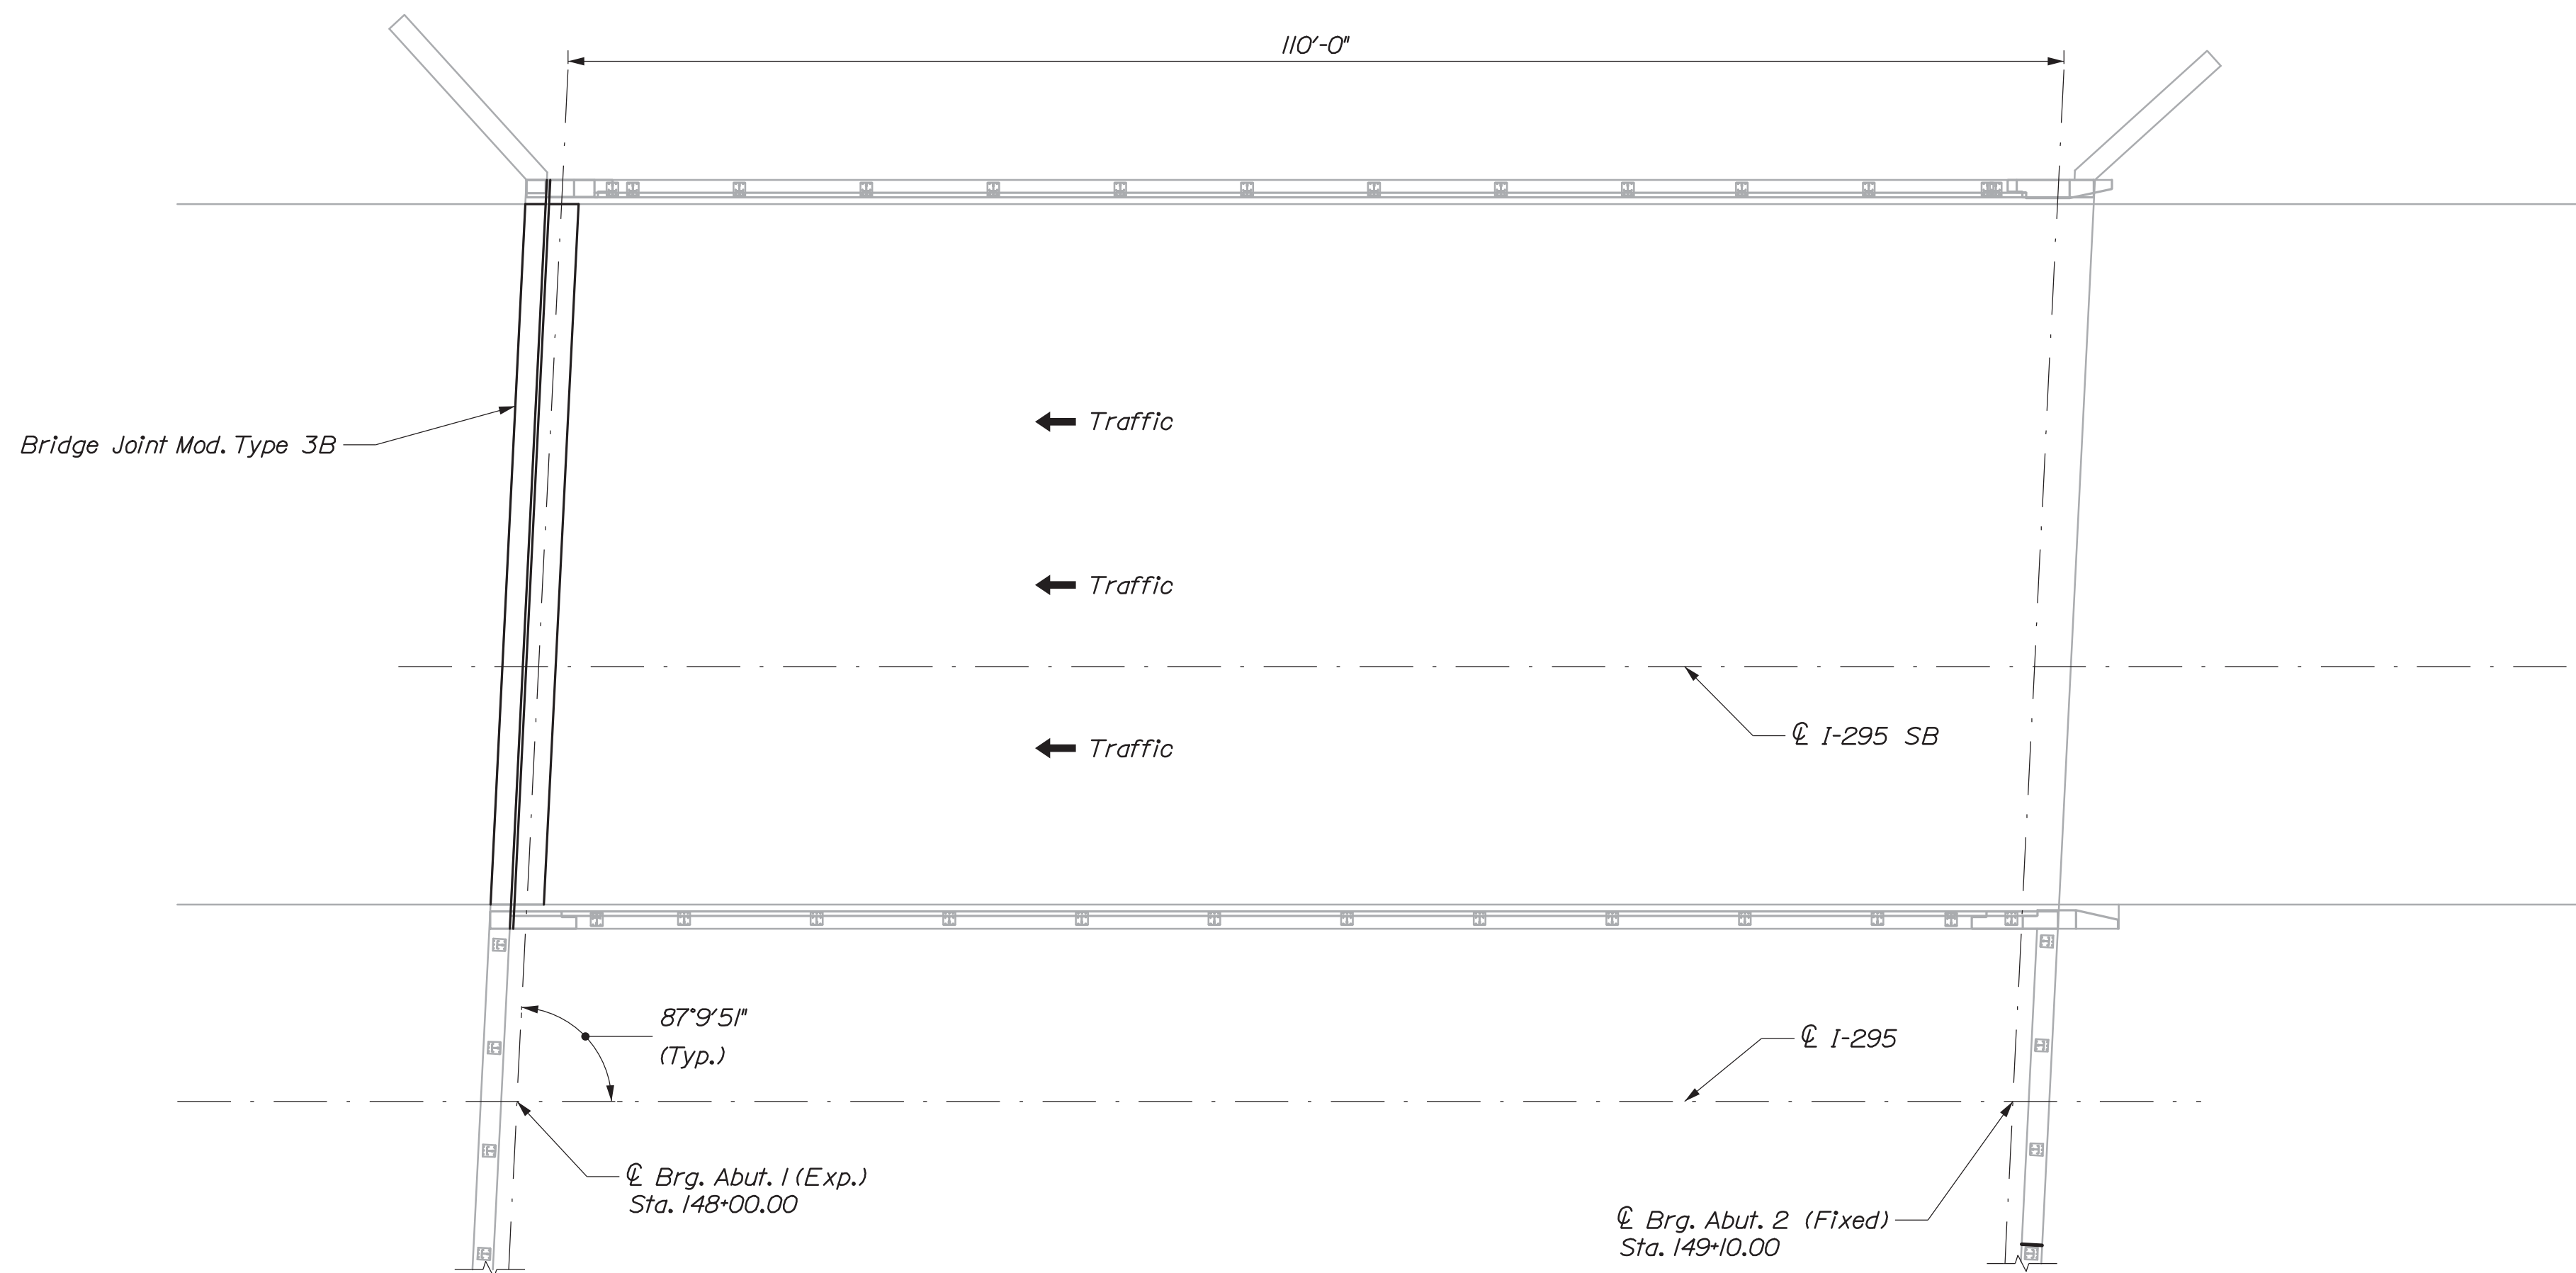 110'-0"
Traffic
Bridge Joint Mod. Type 3B
Traffic
℄ I-295 SB
Traffic
87°9'51"
(Typ.)
℄ I-295
℄ Brg. Abut. 1 (Exp.)
Sta. 148+00.00
℄ Brg. Abut. 2 (Fixed)
Sta. 149+10.00